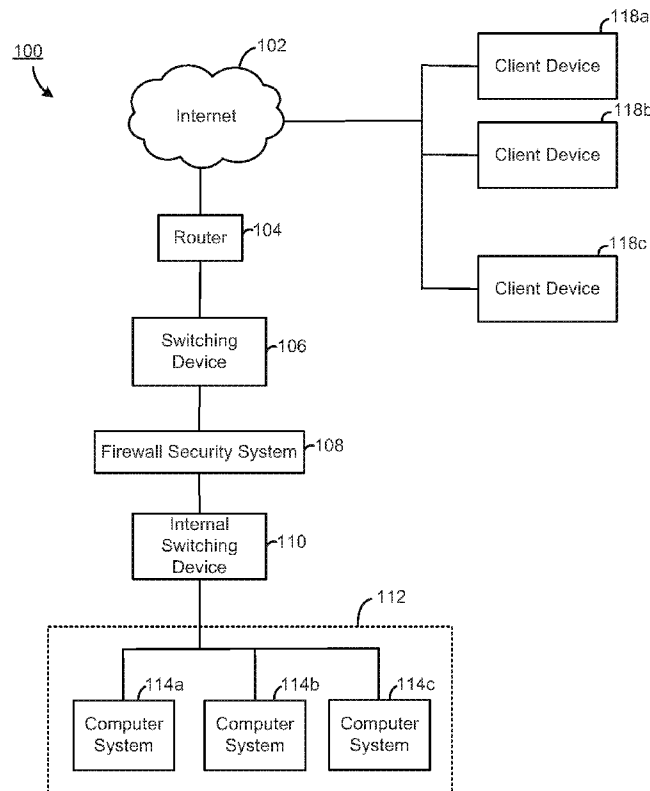 100
102
Internet
118a
Client Device
118b
Client Device
118c
Client Device
Router
104
Switching
Device
106
Firewall Security System
108
Internal
Switching
Device
110
112
114a
Computer
System
114b
Computer
System
114c
Computer
System